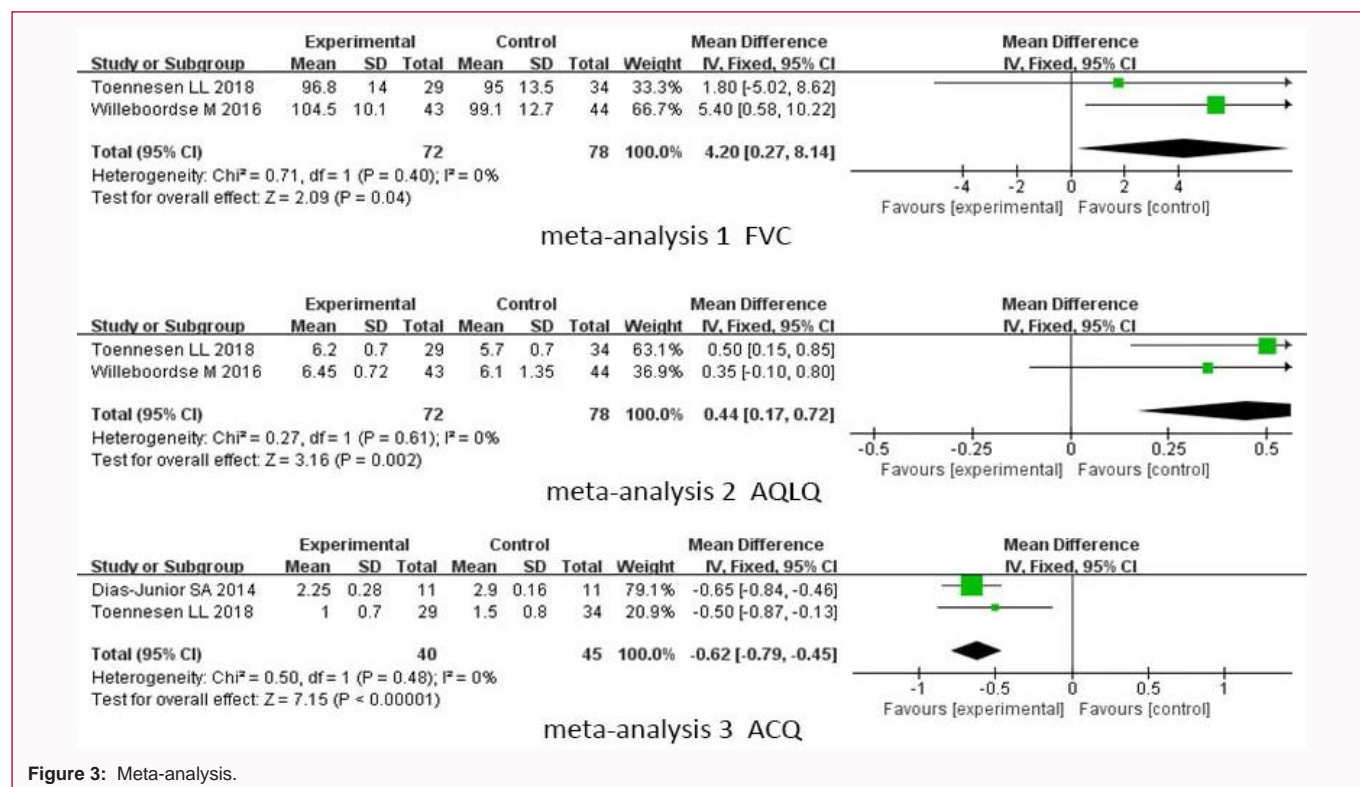 Experimental Control Mean Difference Mean Difference
Study or Subgroup Mean SD Total Mean SD Total Weight IV, Fixed, 95% CI IV, Fixed, 95% CI
Toennesen LL 2018 96.8 14 29 95 13.5 34 33.3% 1.80 [-5.02, 8.62]
Willeboordse M 2016 104.5 10.1 43 99.1 12.7 44 66.7% 5.40 [0.58, 10.22]
Total (95% CI) 72 78 100.0% 4.20 [0.27, 8.14]
Heterogeneity: Chi² = 0.71, df = 1 (P = 0.40); I² = 0%
Test for overall effect: Z = 2.09 (P = 0.04)
-4 -2 0 2 4
Favours [experimental] Favours [control]
meta-analysis 1 FVC
Experimental Control Mean Difference Mean Difference
Study or Subgroup Mean SD Total Mean SD Total Weight IV, Fixed, 95% CI IV, Fixed, 95% CI
Toennesen LL 2018 6.2 0.7 29 5.7 0.7 34 63.1% 0.50 [0.15, 0.85]
Willeboordse M 2016 6.45 0.72 43 6.1 1.35 44 36.9% 0.35 [-0.10, 0.80]
Total (95% CI) 72 78 100.0% 0.44 [0.17, 0.72]
Heterogeneity: Chi² = 0.27, df = 1 (P = 0.61); I² = 0%
Test for overall effect: Z = 3.16 (P = 0.002)
-0.5 -0.25 0 0.25 0.5
Favours [experimental] Favours [control]
meta-analysis 2 AQLQ
Experimental Control Mean Difference Mean Difference
Study or Subgroup Mean SD Total Mean SD Total Weight IV, Fixed, 95% CI IV, Fixed, 95% CI
Dias-Junior SA 2014 2.25 0.28 11 2.9 0.16 11 79.1% -0.65 [-0.84, -0.46]
Toennesen LL 2018 1 0.7 29 1.5 0.8 34 20.9% -0.50 [-0.87, -0.13]
Total (95% CI) 40 45 100.0% -0.62 [-0.79, -0.45]
Heterogeneity: Chi² = 0.50, df = 1 (P = 0.48); I² = 0%
Test for overall effect: Z = 7.15 (P < 0.00001)
-1 -0.5 0 0.5 1
Favours [experimental] Favours [control]
meta-analysis 3 ACQ
Figure 3: Meta-analysis.